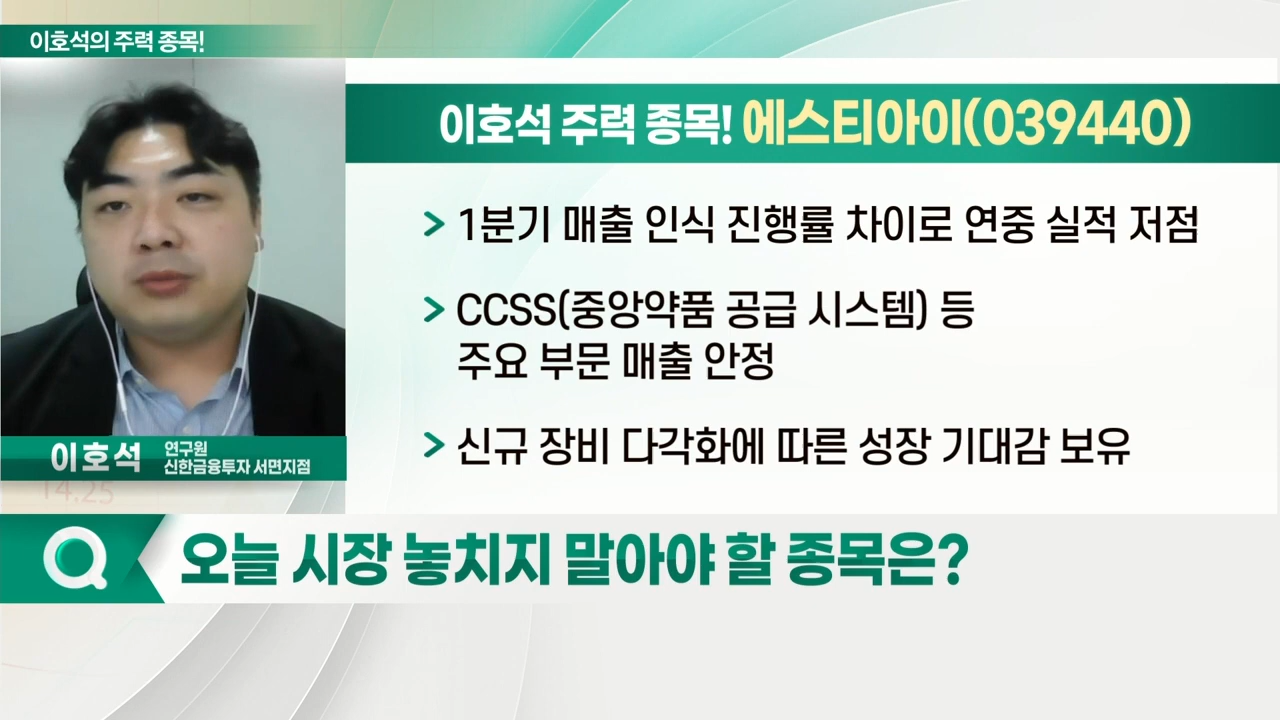 이호석의 주력 종목!
이호석 주력 종목! 에스티아이(039440)
> 1분기 매출 인식 진행률 차이로 연중 실적 저점
> CCSS(중앙약품 공급 시스템) 등
주요 부문 매출 안정
> 신규 장비 다각화에 따른 성장 기대감 보유
이호석
연구원
신한금융투자 서면지점
14:25
Q 오늘 시장 놓치지 말아야 할 종목은?